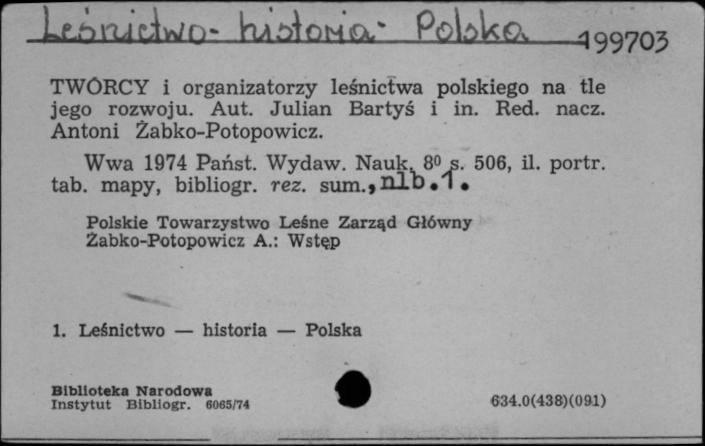 Leśnictwo - historia - Polska 199703
TWÓRCY i organizatorzy leśnictwa polskiego na tle
jego rozwoju. Aut. Julian Bartyś i in. Red. nacz.
Antoni Żabko-Potopowicz.
Wwa 1974 Państ. Wydaw. Nauk. 8⁰ s. 506, il. portr.
tab. mapy, bibliogr. rez. sum., nlb.1.
Polskie Towarzystwo Leśne Zarząd Główny
Żabko-Potopowicz A.: Wstęp
1. Leśnictwo — historia — Polska
Biblioteka Narodowa
Instytut Bibliogr. 6065/74 634.0(438)(091)